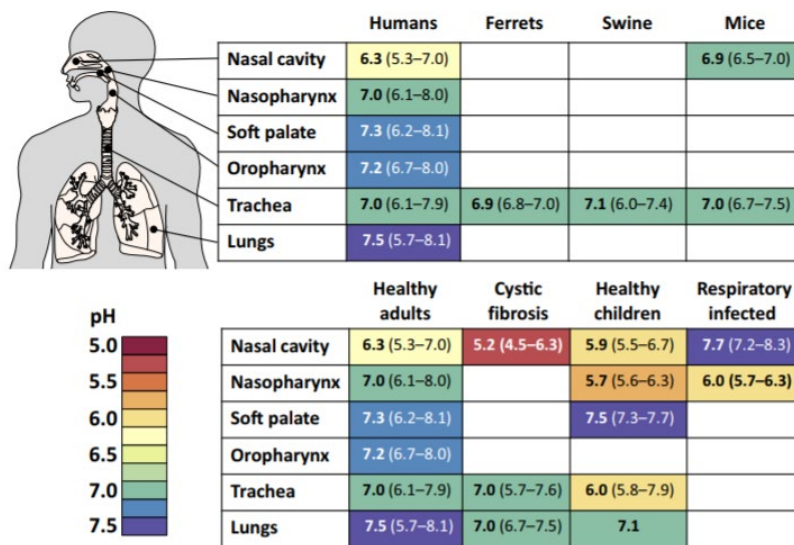 Humans Ferrets Swine Mice
Nasal cavity 6.3 (5.3–7.0) 6.9 (6.5–7.0)
Nasopharynx 7.0 (6.1–8.0)
Soft palate 7.3 (6.2–8.1)
Oropharynx 7.2 (6.7–8.0)
Trachea 7.0 (6.1–7.9) 6.9 (6.8–7.0) 7.1 (6.0–7.4) 7.0 (6.7–7.5)
Lungs 7.5 (5.7–8.1)
Healthy Cystic Healthy Respiratory
adults fibrosis children infected
pH
5.0
5.5
6.0
6.5
7.0
7.5
Nasal cavity 6.3 (5.3–7.0) 5.2 (4.5–6.3) 5.9 (5.5–6.7) 7.7 (7.2–8.3)
Nasopharynx 7.0 (6.1–8.0) 5.7 (5.6–6.3) 6.0 (5.7–6.3)
Soft palate 7.3 (6.2–8.1) 7.5 (7.3–7.7)
Oropharynx 7.2 (6.7–8.0)
Trachea 7.0 (6.1–7.9) 7.0 (5.7–7.6) 6.0 (5.8–7.9)
Lungs 7.5 (5.7–8.1) 7.0 (6.7–7.5) 7.1